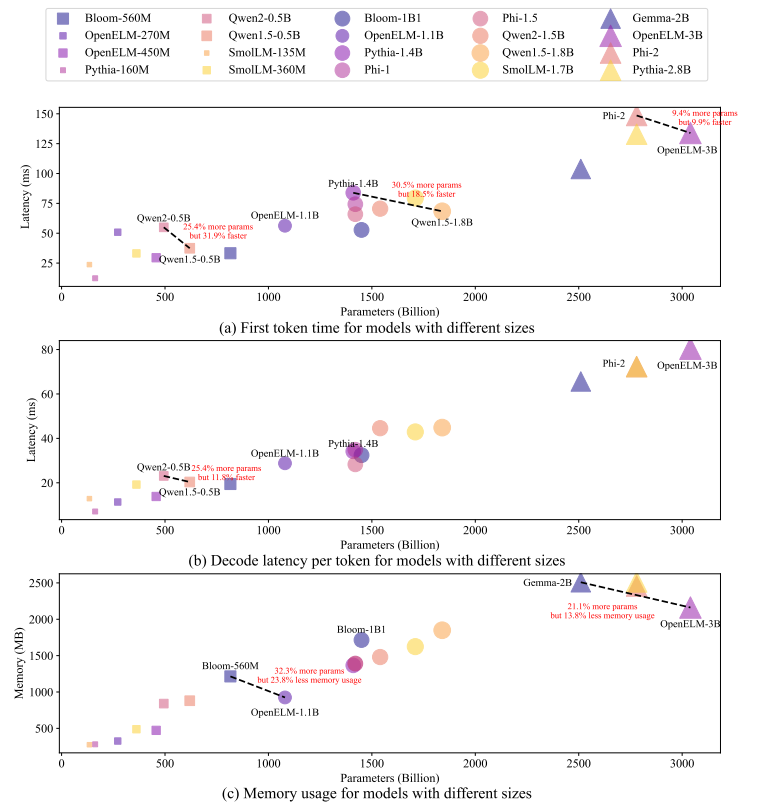 Bloom-560M Qwen2-0.5B Bloom-1B1 Phi-1.5 Gemma-2B
OpenELM-270M Qwen1.5-0.5B OpenELM-1.1B Qwen2-1.5B OpenELM-3B
OpenELM-450M SmolLM-135M Pythia-1.4B Qwen1.5-1.8B Phi-2
Pythia-160M SmolLM-360M Phi-1 SmolLM-1.7B Pythia-2.8B
150
125
100
75
50
25
Latency (ms)
Phi-2
9.4% more params
but 9.9% faster
OpenELM-3B
Pythia-1.4B
30.5% more params
but 18.5% faster
Qwen1.5-1.8B
OpenELM-1.1B
Qwen2-0.5B
25.4% more params
but 31.9% faster
Qwen1.5-0.5B
0 500 1000 1500 2000 2500 3000
Parameters (Billion)
(a) First token time for models with different sizes
80
60
40
20
Latency (ms)
Phi-2
OpenELM-3B
Pythia-1.4B
OpenELM-1.1B
Qwen2-0.5B
25.4% more params
but 11.8% faster
Qwen1.5-0.5B
0 500 1000 1500 2000 2500 3000
Parameters (Billion)
(b) Decode latency per token for models with different sizes
2500
2000
1500
1000
500
Memory (MB)
Gemma-2B
21.1% more params
but 13.8% less memory usage
OpenELM-3B
Bloom-1B1
Bloom-560M
32.3% more params
but 23.8% less memory usage
OpenELM-1.1B
0 500 1000 1500 2000 2500 3000
Parameters (Billion)
(c) Memory usage for models with different sizes